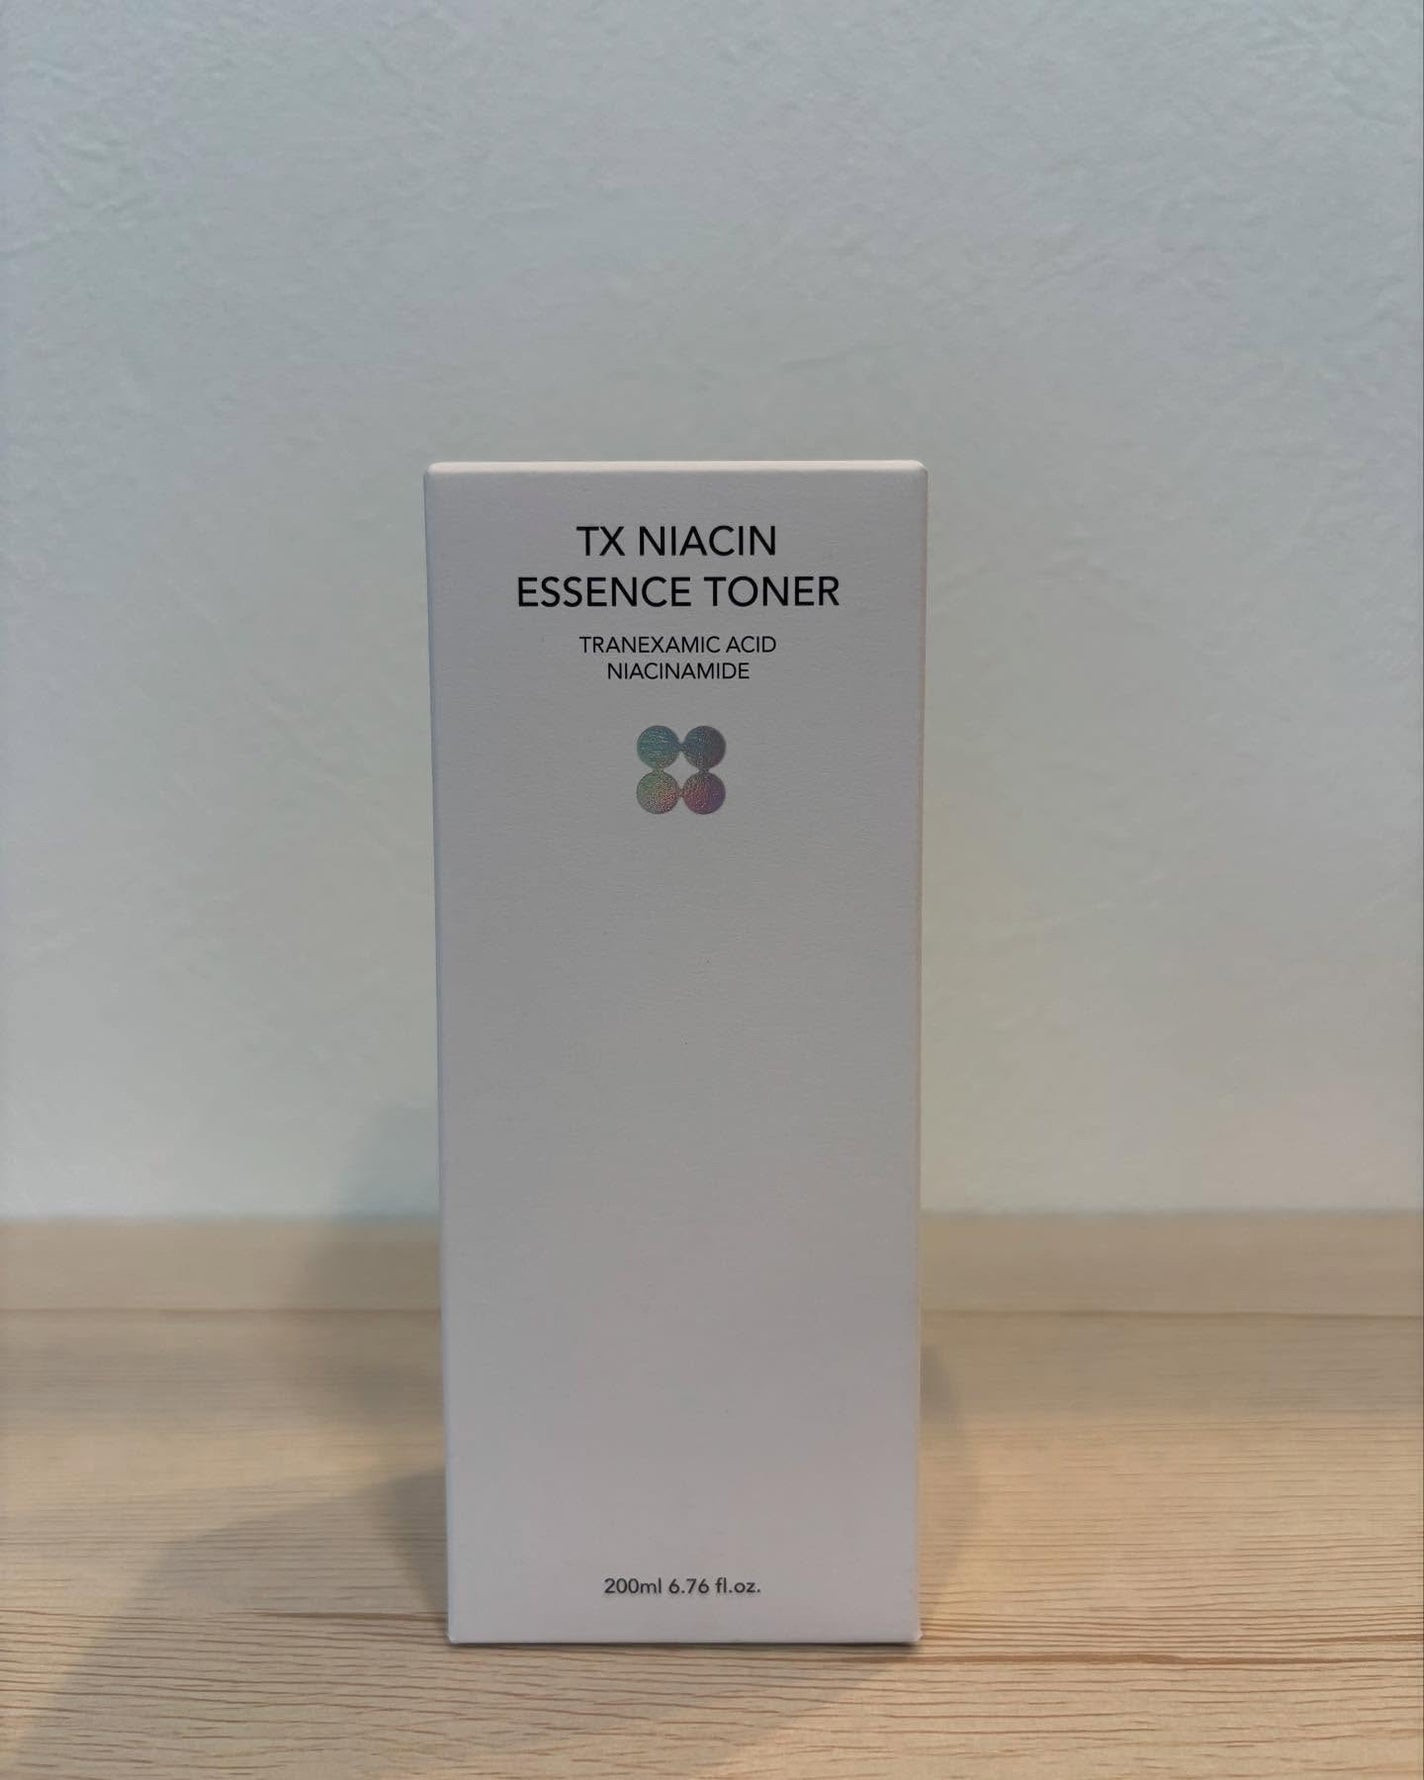 TX NIACIN
ESSENCE TONER
TRANEXAMIC ACID
NIACINAMIDE
200ml 6.76 fl.oz.